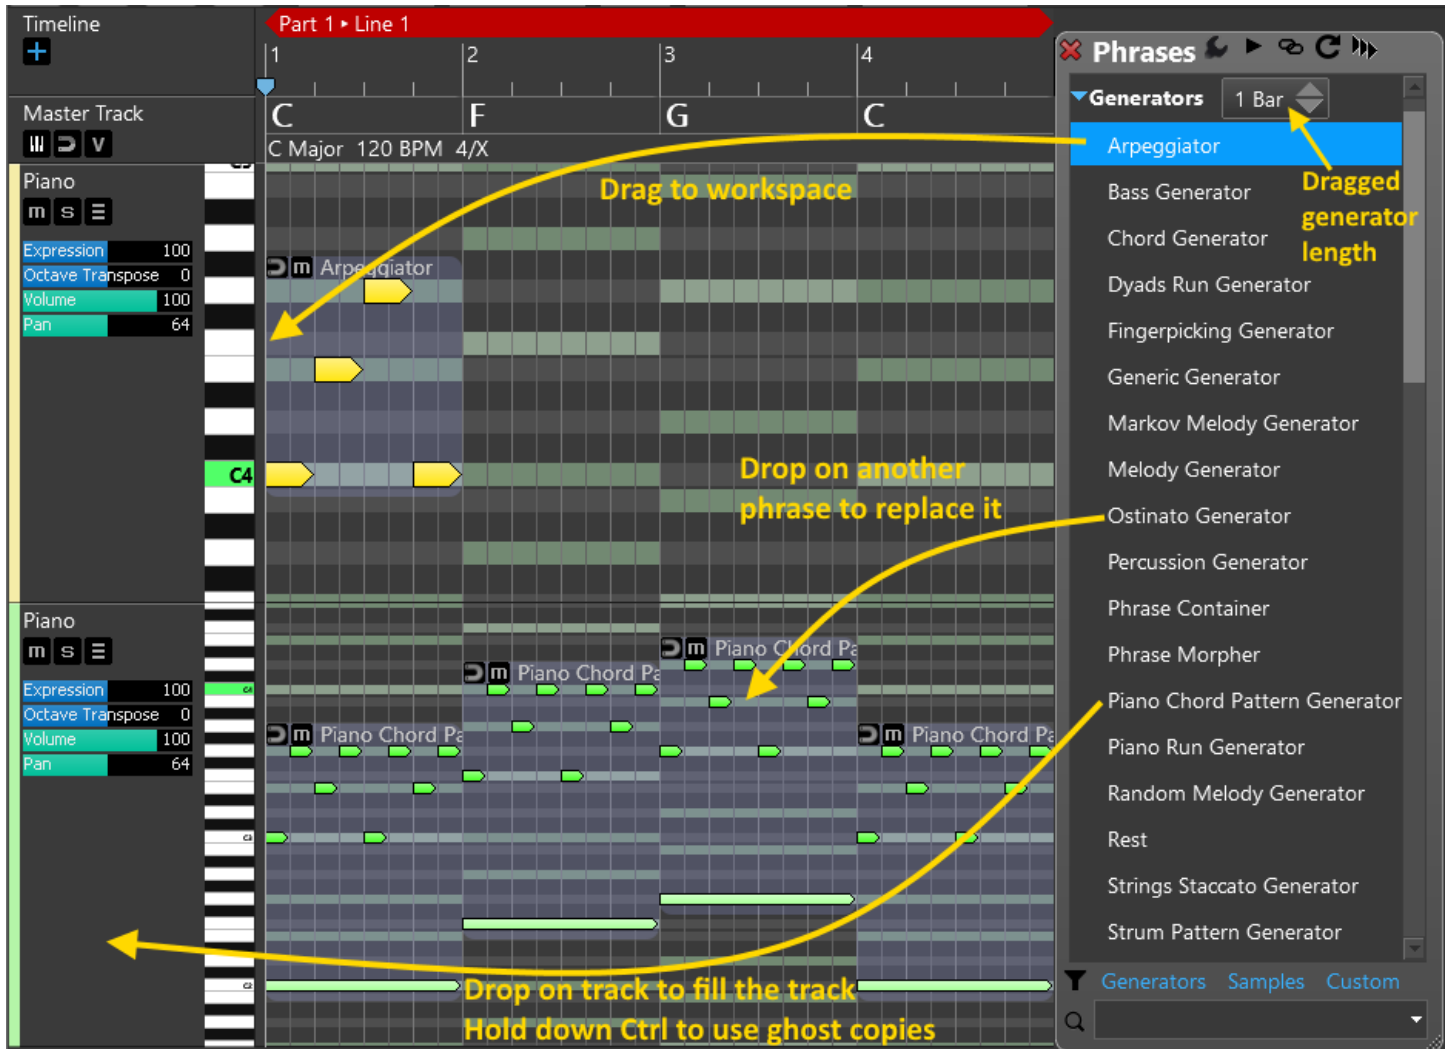 Timeline
Part 1 ▸ Line 1
1
2
3
4
Master Track
C
F
G
C
V
C Major 120 BPM 4/X
Piano
m s
Expression 100
Octave Transpose 0
Volume 100
Pan 64
C4
m Arpeggiator
Drag to workspace
Drop on another
phrase to replace it
Piano
m s
Expression 100
Octave Transpose 0
Volume 100
Pan 64
C4
C3
C2
m Piano Chord Pa
m Piano Chord Pa
m Piano Chord Pa
m Piano Chord Pa
Drop on track to fill the track
Hold down Ctrl to use ghost copies
Phrases
Generators 1 Bar
Dragged
generator
length
Arpeggiator
Bass Generator
Chord Generator
Dyads Run Generator
Fingerpicking Generator
Generic Generator
Markov Melody Generator
Melody Generator
Ostinato Generator
Percussion Generator
Phrase Container
Phrase Morpher
Piano Chord Pattern Generator
Piano Run Generator
Random Melody Generator
Rest
Strings Staccato Generator
Strum Pattern Generator
Generators Samples Custom